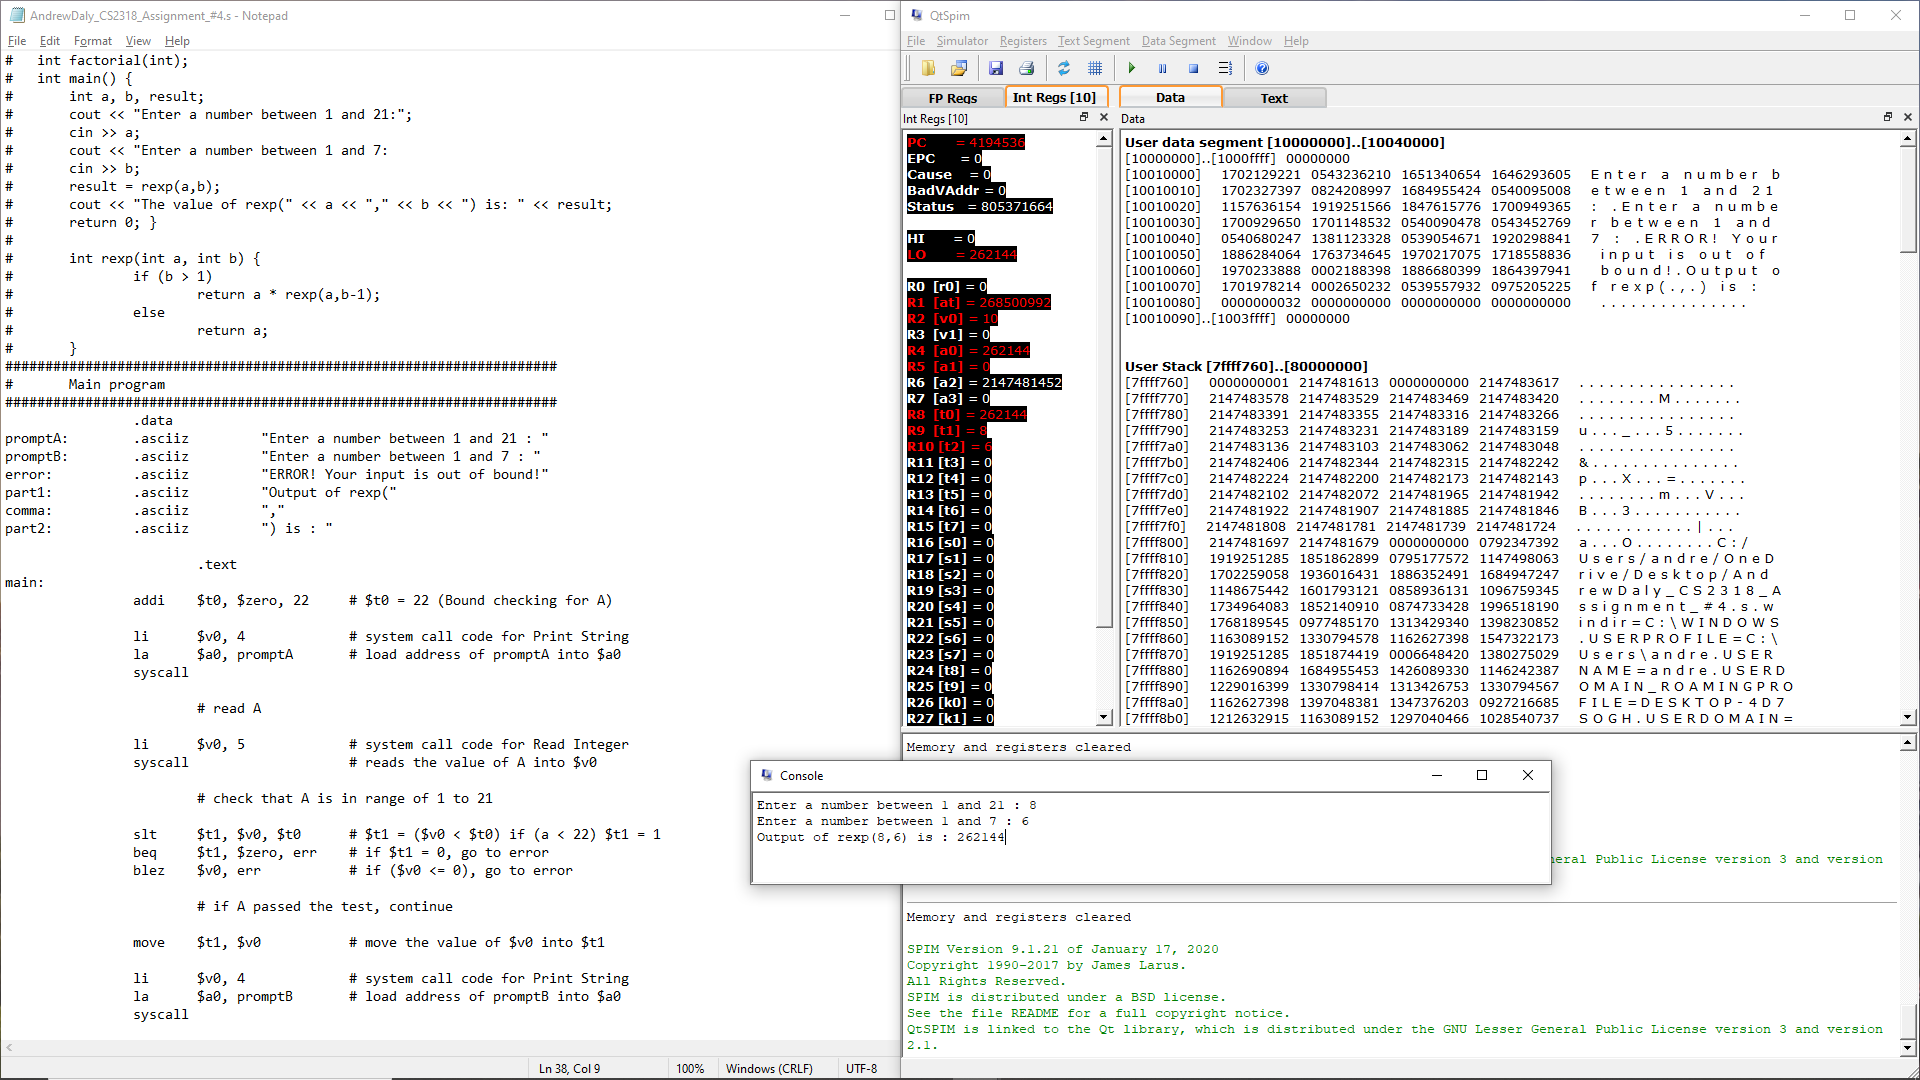 AndrewDaly_CS2318_Assignment_#4.s - Notepad
File Edit Format View Help
#   int factorial(int);
#   int main() {
#       int a, b, result;
#       cout << "Enter a number between 1 and 21:";
#       cin >> a;
#       cout << "Enter a number between 1 and 7:
#       cin >> b;
#       result = rexp(a,b);
#       cout << "The value of rexp(" << a << "," << b << ") is: " << result;
#       return 0; }
#
#       int rexp(int a, int b) {
#               if (b > 1)
#                       return a * rexp(a,b-1);
#               else
#                       return a;
#       }
#####################################################################
#       Main program
#####################################################################
.data
promptA:        .asciiz         "Enter a number between 1 and 21 : "
promptB:        .asciiz         "Enter a number between 1 and 7 : "
error:          .asciiz         "ERROR! Your input is out of bound!"
part1:          .asciiz         "Output of rexp("
comma:          .asciiz         ","
part2:          .asciiz         ") is : "
.text
main:
addi    $t0, $zero, 22     # $t0 = 22 (Bound checking for A)
li      $v0, 4             # system call code for Print String
la      $a0, promptA       # load address of promptA into $a0
syscall
# read A
li      $v0, 5             # system call code for Read Integer
syscall                    # reads the value of A into $v0
# check that A is in range of 1 to 21
slt     $t1, $v0, $t0      # $t1 = ($v0 < $t0) if (a < 22) $t1 = 1
beq     $t1, $zero, err    # if $t1 = 0, go to error
blez    $v0, err           # if ($v0 <= 0), go to error
# if A passed the test, continue
move    $t1, $v0           # move the value of $v0 into $t1
li      $v0, 4             # system call code for Print String
la      $a0, promptB       # load address of promptB into $a0
syscall
Ln 38, Col 9 100% Windows (CRLF) UTF-8
QtSpim
File Simulator Registers Text Segment Data Segment Window Help
FP Regs Int Regs [10] Data Text
Int Regs [10]
PC = 4194536
EPC = 0
Cause = 0
BadVAddr = 0
Status = 805371664
HI = 0
LO = 262144
R0 [r0] = 0
R1 [at] = 268500992
R2 [v0] = 10
R3 [v1] = 0
R4 [a0] = 262144
R5 [a1] = 0
R6 [a2] = 2147481452
R7 [a3] = 0
R8 [t0] = 262144
R9 [t1] = 8
R10 [t2] = 6
R11 [t3] = 0
R12 [t4] = 0
R13 [t5] = 0
R14 [t6] = 0
R15 [t7] = 0
R16 [s0] = 0
R17 [s1] = 0
R18 [s2] = 0
R19 [s3] = 0
R20 [s4] = 0
R21 [s5] = 0
R22 [s6] = 0
R23 [s7] = 0
R24 [t8] = 0
R25 [t9] = 0
R26 [k0] = 0
R27 [k1] = 0
Data
User data segment [10000000]..[10040000]
[10000000]..[1000ffff] 00000000
[10010000] 1702129221 0543236210 1651340654 1646293605 E n t e r a n u m b e r b
[10010010] 1702327397 0824208997 1684955424 0540095008 e t w e e n 1 a n d 2 1
[10010020] 1157636154 1919251566 1847615776 1700949365 : . E n t e r a n u m b e
[10010030] 1700929650 1701148532 0540090478 0543452769 r b e t w e e n 1 a n d
[10010040] 0540680247 1381123328 0539054671 1920298841 7 : . E R R O R ! Y o u r
[10010050] 1886284064 1763734645 1970217075 1718558836 i n p u t i s o u t o f
[10010060] 1970233888 0002188398 1886680399 1864397941 b o u n d ! . O u t p u t o
[10010070] 1701978214 0002650232 0539557932 0975205225 f r e x p ( . , . ) i s :
[10010080] 0000000032 0000000000 0000000000 0000000000 . . . . . . . . . . . . . . .
[10010090]..[1003ffff] 00000000
User Stack [7ffff760]..[80000000]
[7ffff760] 0000000001 2147481613 0000000000 2147483617 . . . . . . . . . . . . . . . .
[7ffff770] 2147483578 2147483529 2147483469 2147483420 . . . . . . . . M . . . . . . .
[7ffff780] 2147483391 2147483355 2147483316 2147483266 . . . . . . . . . . . . . . . .
[7ffff790] 2147483253 2147483231 2147483189 2147483159 u . . . _ . . . 5 . . . . . . .
[7ffff7a0] 2147483136 2147483103 2147483062 2147483048 . . . . . . . . . . . . . . . .
[7ffff7b0] 2147482406 2147482344 2147482315 2147482242 & . . . . . . . . . . . . . . .
[7ffff7c0] 2147482224 2147482200 2147482173 2147482143 p . . . X . . . = . . . . . . .
[7ffff7d0] 2147482102 2147482072 2147481965 2147481942 . . . . . . . . m . . . V . . .
[7ffff7e0] 2147481922 2147481907 2147481885 2147481846 B . . . 3 . . . . . . . . . . .
[7ffff7f0] 2147481808 2147481781 2147481739 2147481724 . . . . . . . . . . . . | . . .
[7ffff800] 2147481697 2147481679 0000000000 0792347392 a . . . O . . . . . . . . C : /
[7ffff810] 1919251285 1851862899 0795177572 1147498063 U s e r s / a n d r e / O n e D
[7ffff820] 1702259058 1936016431 1886352491 1684947247 r i v e / D e s k t o p / A n d
[7ffff830] 1148675442 1601793121 0858936131 1096759345 r e w D a l y _ C S 2 3 1 8 _ A
[7ffff840] 1734964083 1852140910 0874733428 1996518190 s s i g n m e n t _ # 4 . s . w
[7ffff850] 1768189545 0977485170 1313429340 1398230852 i n d i r = C : \ W I N D O W S
[7ffff860] 1163089152 1330794578 1162627398 1547322173 . U S E R P R O F I L E = C : \
[7ffff870] 1919251285 1851874419 0006648420 1380275029 U s e r s \ a n d r e . U S E R
[7ffff880] 1162690894 1684955453 1426089330 1146242387 N A M E = a n d r e . U S E R D
[7ffff890] 1229016399 1330798414 1313426753 1330794567 O M A I N _ R O A M I N G P R O
[7ffff8a0] 1162627398 1397048381 1347376203 0927216685 F I L E = D E S K T O P - 4 D 7
[7ffff8b0] 1212632915 1163089152 1297040466 1028540737 S O G H . U S E R D O M A I N =
Memory and registers cleared
Console
Enter a number between 1 and 21 : 8
Enter a number between 1 and 7 : 6
Output of rexp(8,6) is : 262144
eral Public License version 3 and version
Memory and registers cleared
SPIM Version 9.1.21 of January 17, 2020
Copyright 1990-2017 by James Larus.
All Rights Reserved.
SPIM is distributed under a BSD license.
See the file README for a full copyright notice.
QtSPIM is linked to the Qt library, which is distributed under the GNU Lesser General Public License version 3 and version
2.1.